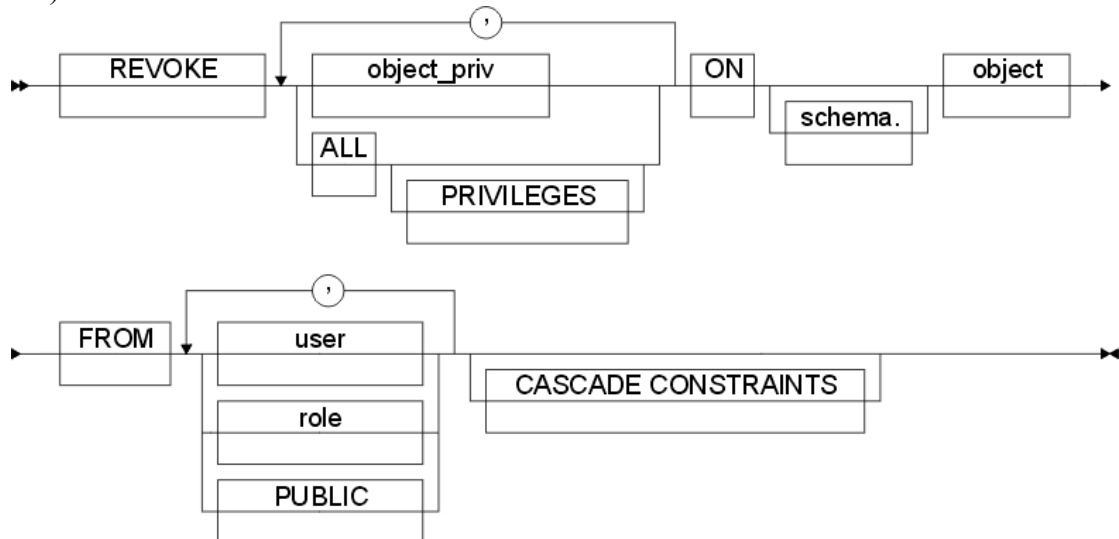 )
,
REVOKE object_priv ON object
schema.
ALL
PRIVILEGES
,
FROM user
CASCADE CONSTRAINTS
role
PUBLIC